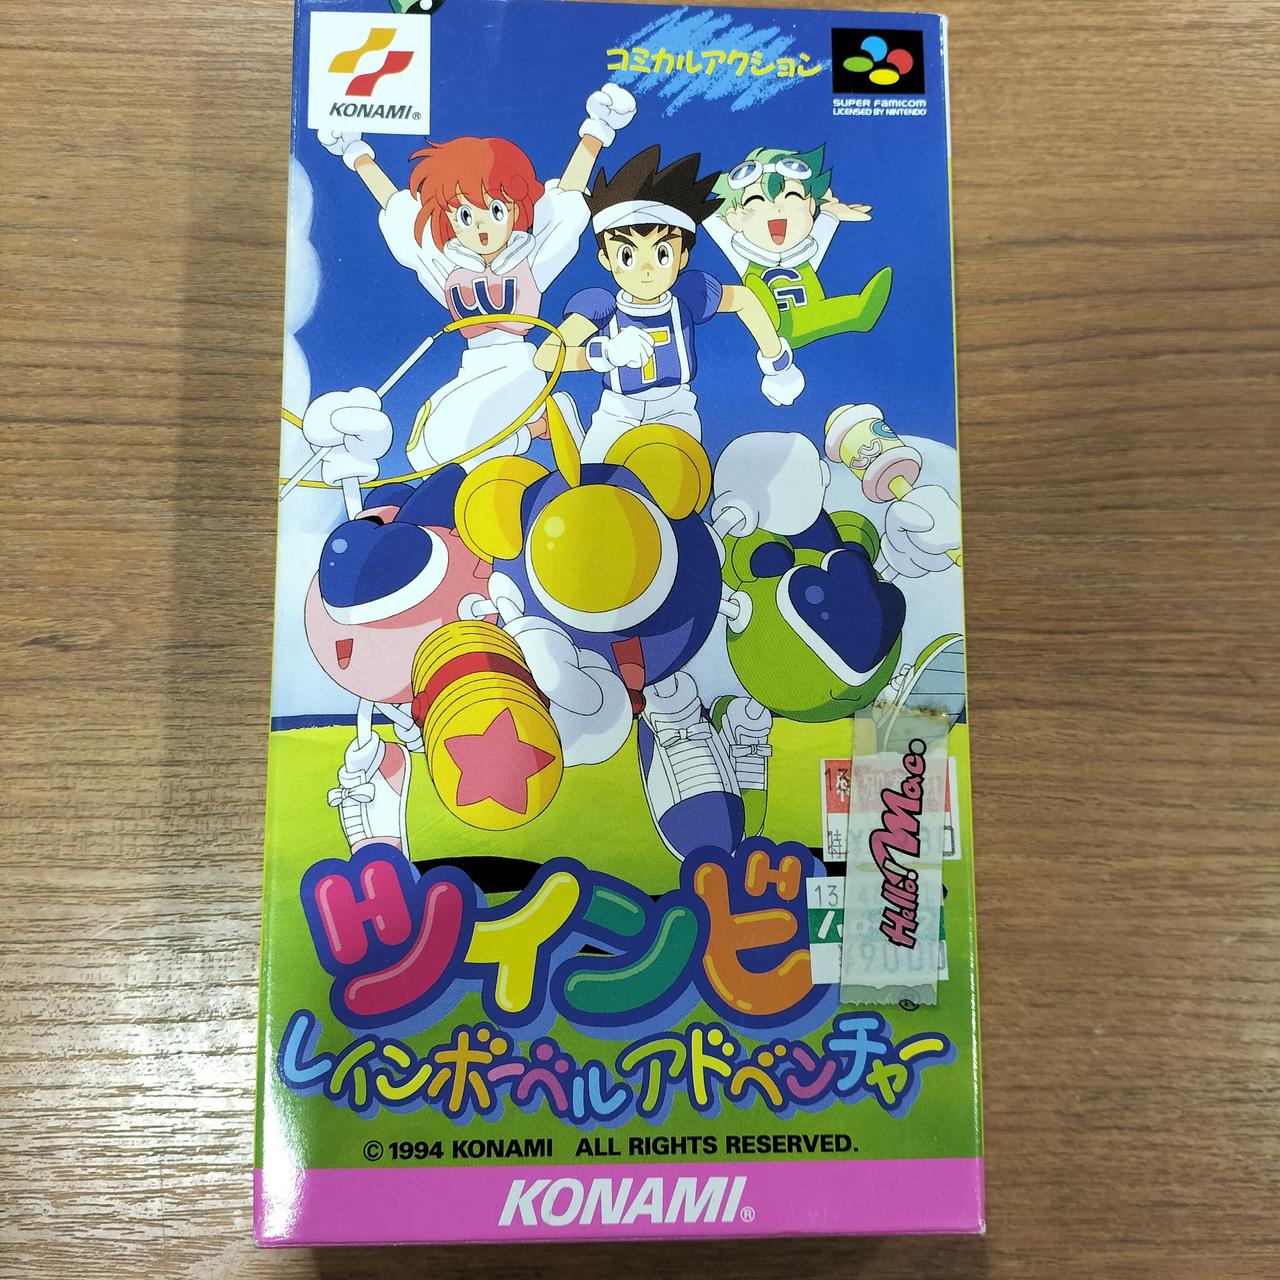 KONAMI®
コミカルアクション
SUPER FAMICOM
LICENSED BY NINTENDO
W
T
G
Hello! Mac.
13
13
ツインビ
レインボーベルアドベンチャー
© 1994 KONAMI ALL RIGHTS RESERVED.
KONAMI®